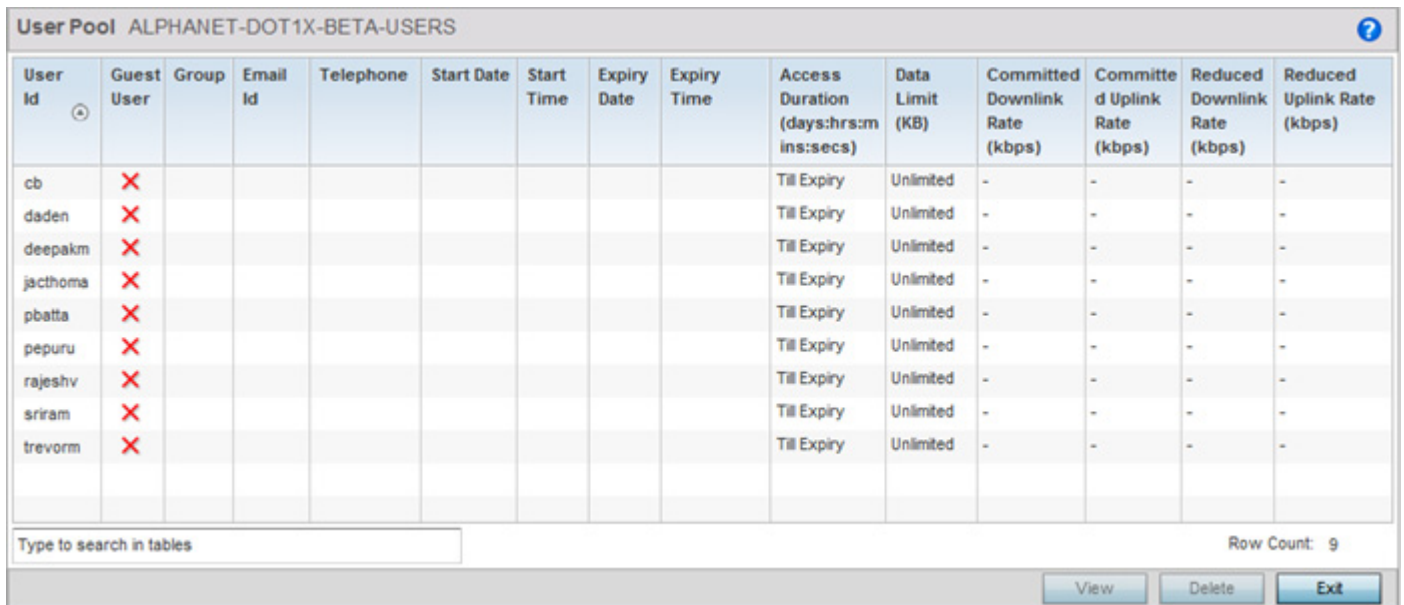 User Pool ALPHANET-DOT1X-BETA-USERS
User Id Guest User Group Email Id Telephone Start Date Start Time Expiry Date Expiry Time Access Duration (days:hrs:mins:secs) Data Limit (KB) Committed Downlink Rate (kbps) Committed Uplink Rate (kbps) Reduced Downlink Rate (kbps) Reduced Uplink Rate (kbps)
cb Till Expiry Unlimited - - - -
daden Till Expiry Unlimited - - - -
deepakm Till Expiry Unlimited - - - -
jacthoma Till Expiry Unlimited - - - -
pbatta Till Expiry Unlimited - - - -
pepuru Till Expiry Unlimited - - - -
rajeshv Till Expiry Unlimited - - - -
sriram Till Expiry Unlimited - - - -
trevorm Till Expiry Unlimited - - - -
Type to search in tables Row Count: 9
View Delete Exit